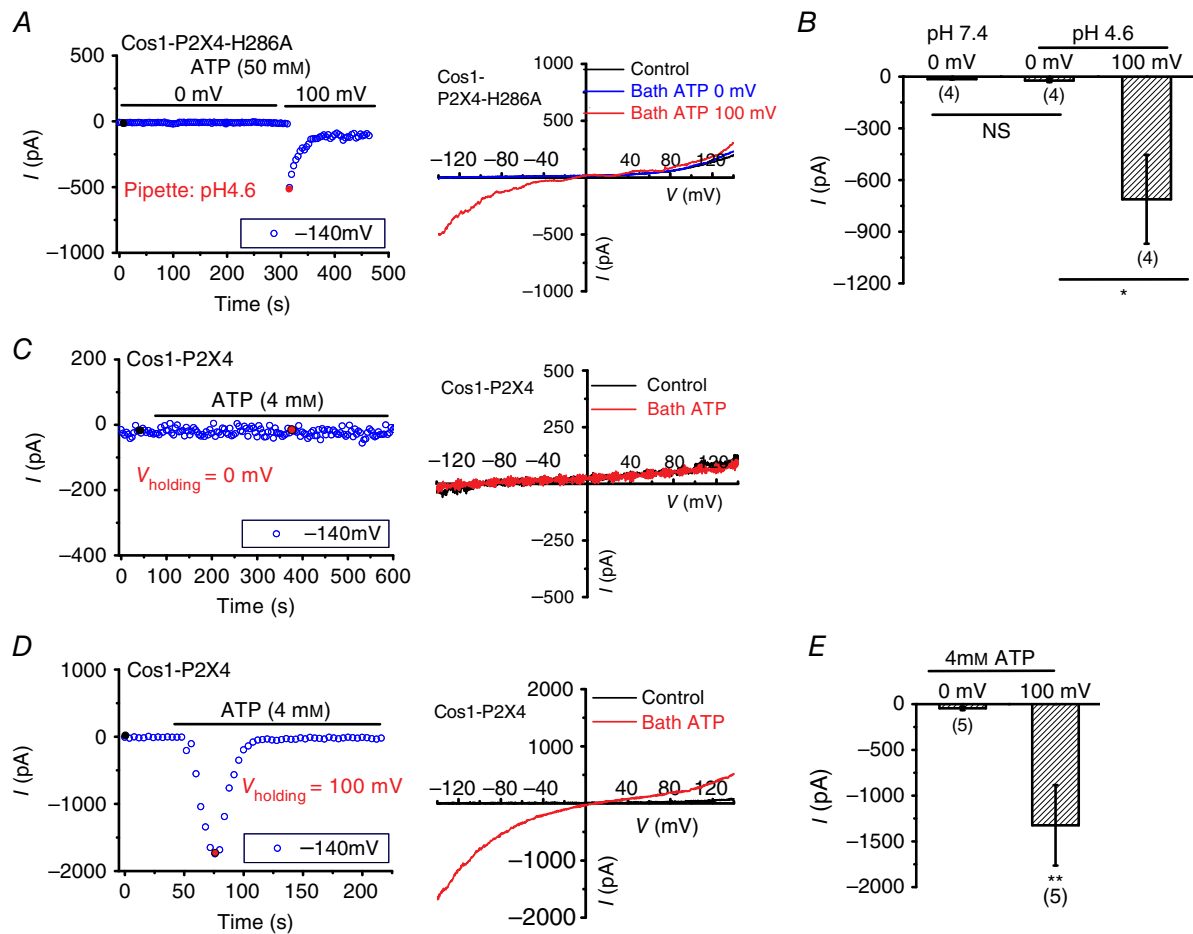 A
Cos1-P2X4-H286A
ATP (50 mM)
0 mV
100 mV
500
0
−500
−1000
I (pA)
Pipette: pH4.6
−140mV
0 100 200 300 400 500
Time (s)
Cos1-
P2X4-H286A
1000
500
−500
−1000
Control
Bath ATP 0 mV
Bath ATP 100 mV
−120 −80 −40 40 80 120
V (mV)
I (pA)
B
pH 7.4
pH 4.6
0 mV 0 mV 100 mV
0
−300
−600
−900
−1200
I (pA)
(4)
(4)
NS
(4)
*
C
Cos1-P2X4
ATP (4 mM)
200
0
−200
−400
I (pA)
Vholding = 0 mV
−140mV
0 100 200 300 400 500 600
Time (s)
Cos1-P2X4
500
250
−250
−500
Control
Bath ATP
−120 −80 −40 40 80 120
V (mV)
I (pA)
D
Cos1-P2X4
ATP (4 mM)
1000
0
−1000
−2000
I (pA)
Vholding = 100 mV
−140mV
0 50 100 150 200
Time (s)
Cos1-P2X4
2000
1000
−1000
−2000
Control
Bath ATP
−120 −80 −40 40 80 120
V (mV)
I (pA)
E
4mM ATP
0 mV 100 mV
0
−500
−1000
−1500
−2000
I (pA)
(5)
**
(5)